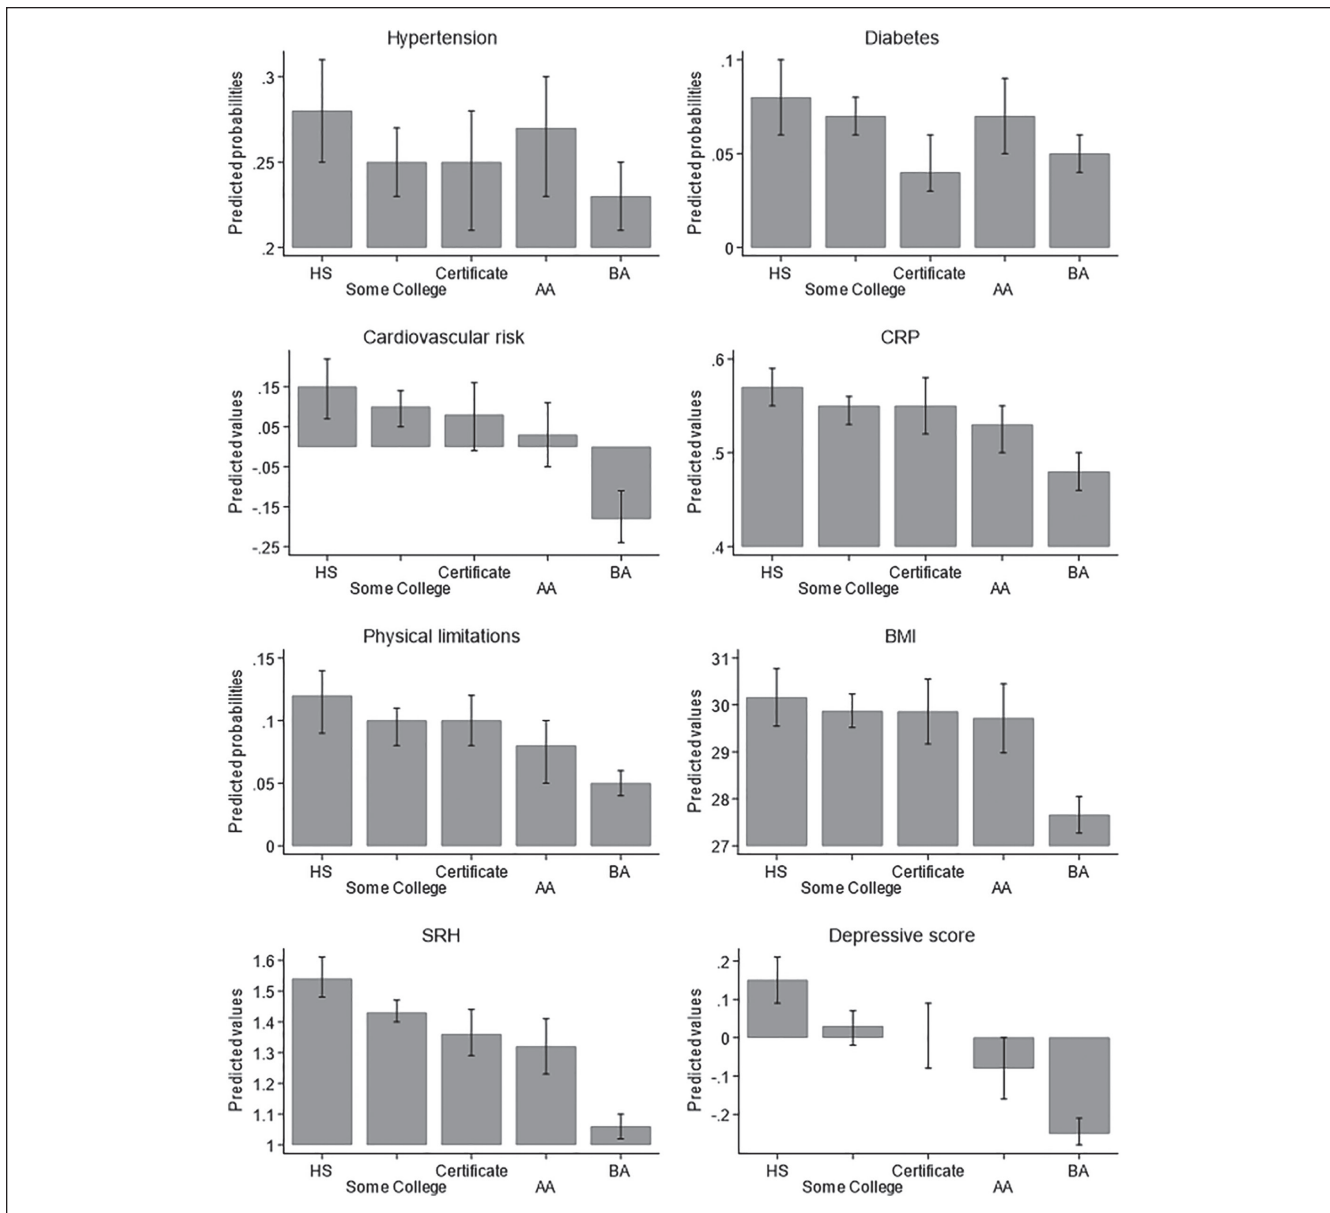 Hypertension
Predicted probabilities
.3
.25
.2
HS
Some College
Certificate
AA
BA
Diabetes
Predicted probabilities
.1
.05
0
HS
Some College
Certificate
AA
BA
Cardiovascular risk
Predicted values
.15
.05
-.05
-.15
-.25
HS
Some College
Certificate
AA
BA
CRP
Predicted values
.6
.5
.4
HS
Some College
Certificate
AA
BA
Physical limitations
Predicted probabilities
.15
.1
.05
0
HS
Some College
Certificate
AA
BA
BMI
Predicted values
31
30
29
28
27
HS
Some College
Certificate
AA
BA
SRH
Predicted values
1.6
1.5
1.4
1.3
1.2
1.1
1
HS
Some College
Certificate
AA
BA
Depressive score
Predicted values
.2
.1
0
-.1
-.2
HS
Some College
Certificate
AA
BA